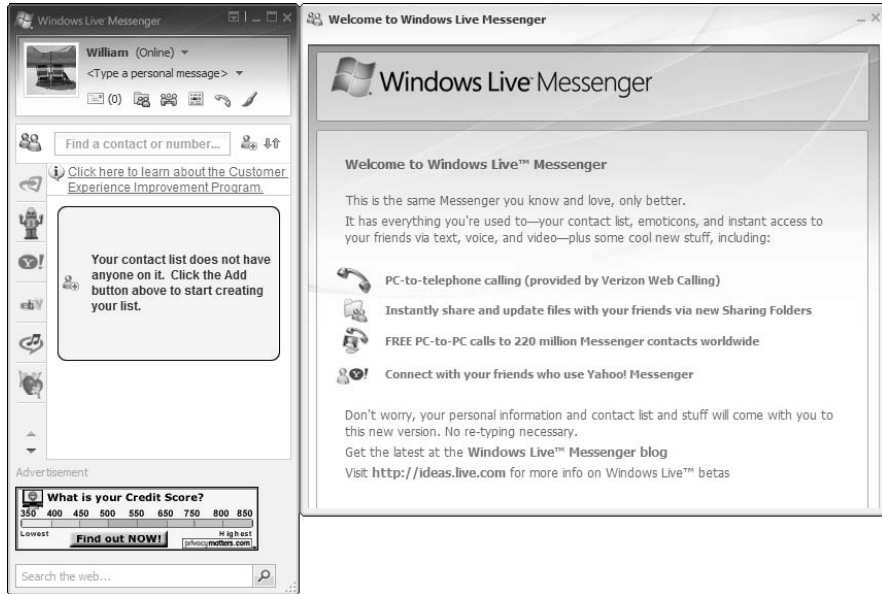 Windows Live Messenger
William (Online)
<Type a personal message>
(0)
Find a contact or number...
Click here to learn about the Customer
Experience Improvement Program.
Your contact list does not have
anyone on it. Click the Add
button above to start creating
your list.
ebY
Advertisement
What is your Credit Score?
350 400 450 500 550 650 750 800 850
Lowest Highest
Find out NOW!
privacymatters.com
Search the web...
Welcome to Windows Live Messenger
Windows Live Messenger
Welcome to Windows Live™ Messenger
This is the same Messenger you know and love, only better.
It has everything you're used to—your contact list, emoticons, and instant access to
your friends via text, voice, and video—plus some cool new stuff, including:
PC-to-telephone calling (provided by Verizon Web Calling)
Instantly share and update files with your friends via new Sharing Folders
FREE PC-to-PC calls to 220 million Messenger contacts worldwide
Y! Connect with your friends who use Yahoo! Messenger
Don't worry, your personal information and contact list and stuff will come with you to
this new version. No re-typing necessary.
Get the latest at the Windows Live™ Messenger blog
Visit http://ideas.live.com for more info on Windows Live™ betas